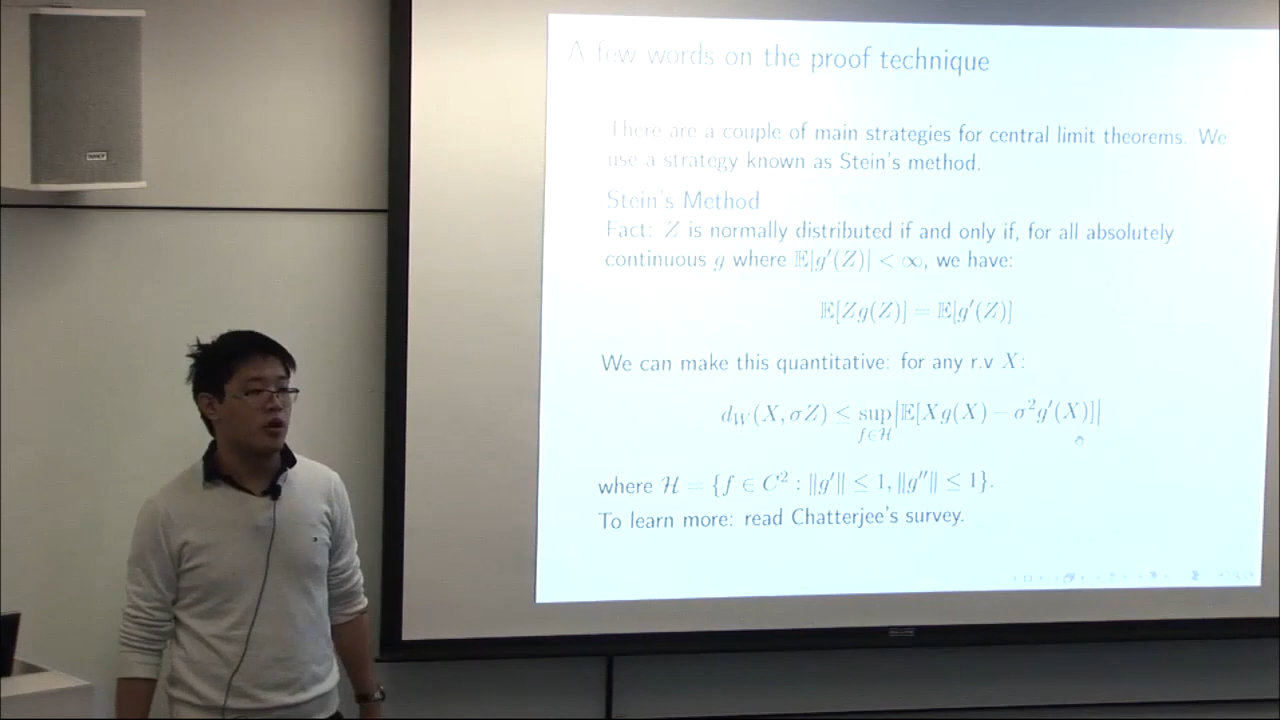 A few words on the proof technique
There are a couple of main strategies for central limit theorems. We
use a strategy known as Stein's method.
Stein's Method
Fact: Z is normally distributed if and only if, for all absolutely
continuous g where 𝔼|g′(Z)| < ∞, we have:
𝔼[Zg(Z)] = 𝔼[g′(Z)]
We can make this quantitative: for any r.v X:
d_W(X, σZ) ≤ sup_{f∈ℋ} |𝔼[Xg(X) − σ²g′(X)]|
where ℋ = {f ∈ C² : ‖g′‖ ≤ 1, ‖g″‖ ≤ 1}.
To learn more: read Chatterjee's survey.